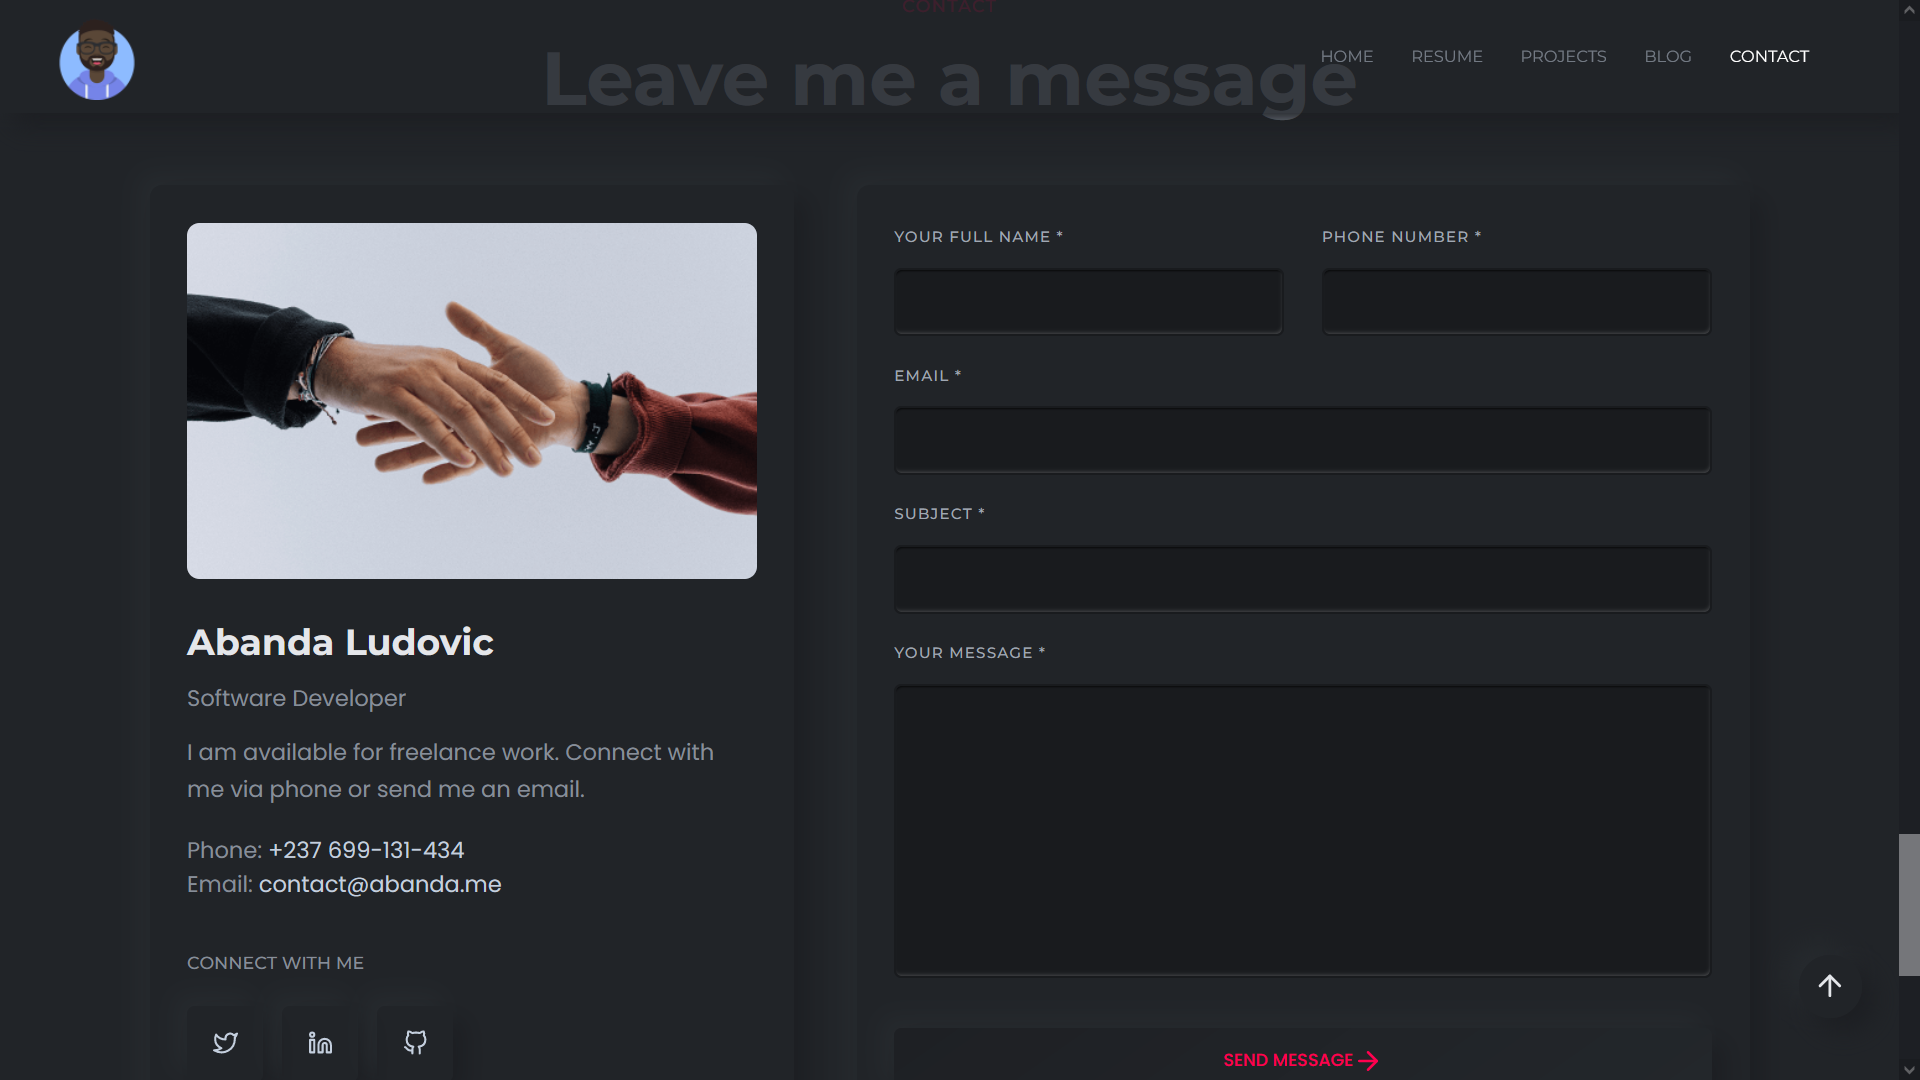 CONTACT
HOME RESUME PROJECTS BLOG CONTACT
Leave me a message
YOUR FULL NAME *
PHONE NUMBER *
EMAIL *
SUBJECT *
YOUR MESSAGE *
SEND MESSAGE
Abanda Ludovic
Software Developer
I am available for freelance work. Connect with
me via phone or send me an email.
Phone: +237 699-131-434
Email: contact@abanda.me
CONNECT WITH ME